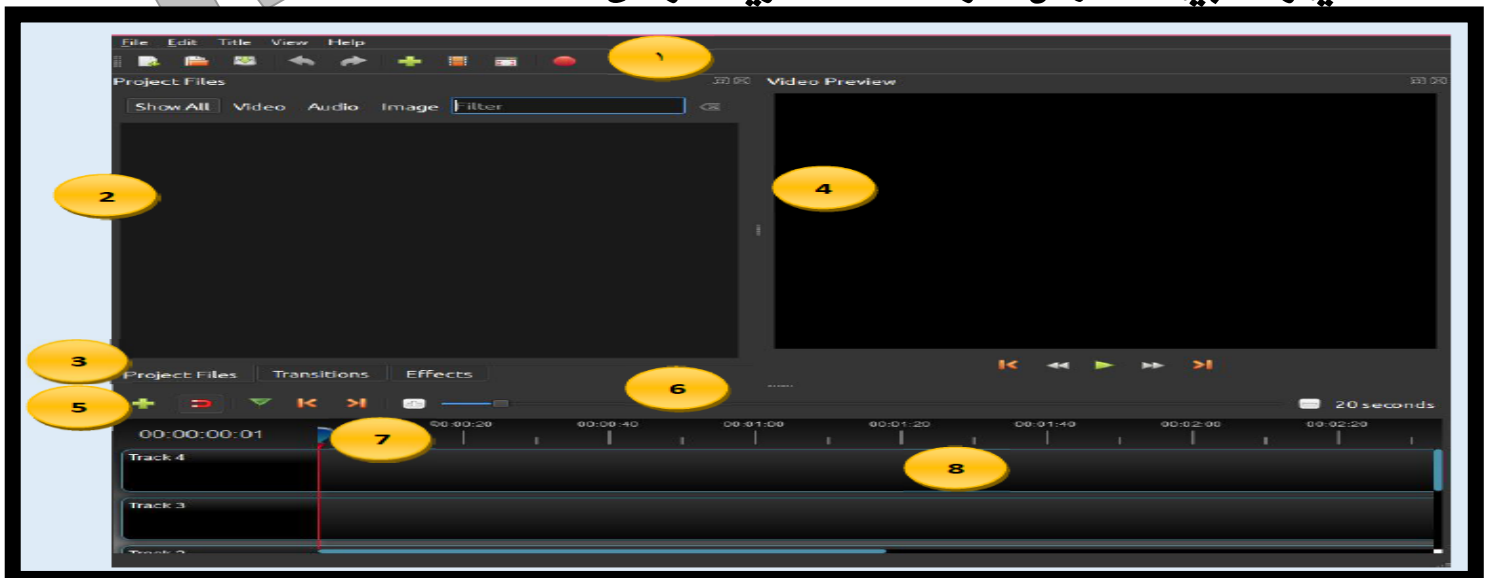 File Edit Title View Help
١
Project Files
Video Preview
Show All Video Audio Image Filter
2
4
3
Project Files Transitions Effects
6
5
20 seconds
00:00:00:01
7
00:00:20 00:00:40 00:01:00 00:01:20 00:01:40 00:02:00 00:02:20
Track 4
8
Track 3